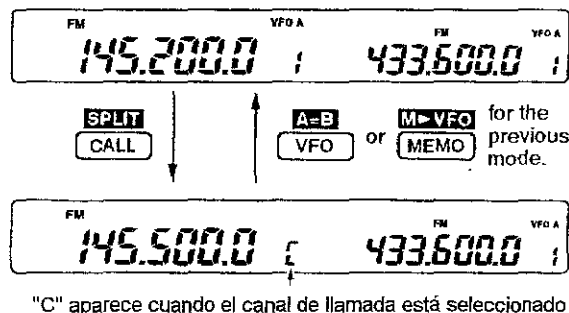 FM VFO A FM VFO A
145.200.0 1 433.600.0 1
SPLIT A=B M►VFO for the
CALL VFO or MEMO previous
mode.
FM FM VFO A
145.500.0 C 433.600.0 1
"C" aparece cuando el canal de llamada está seleccionado